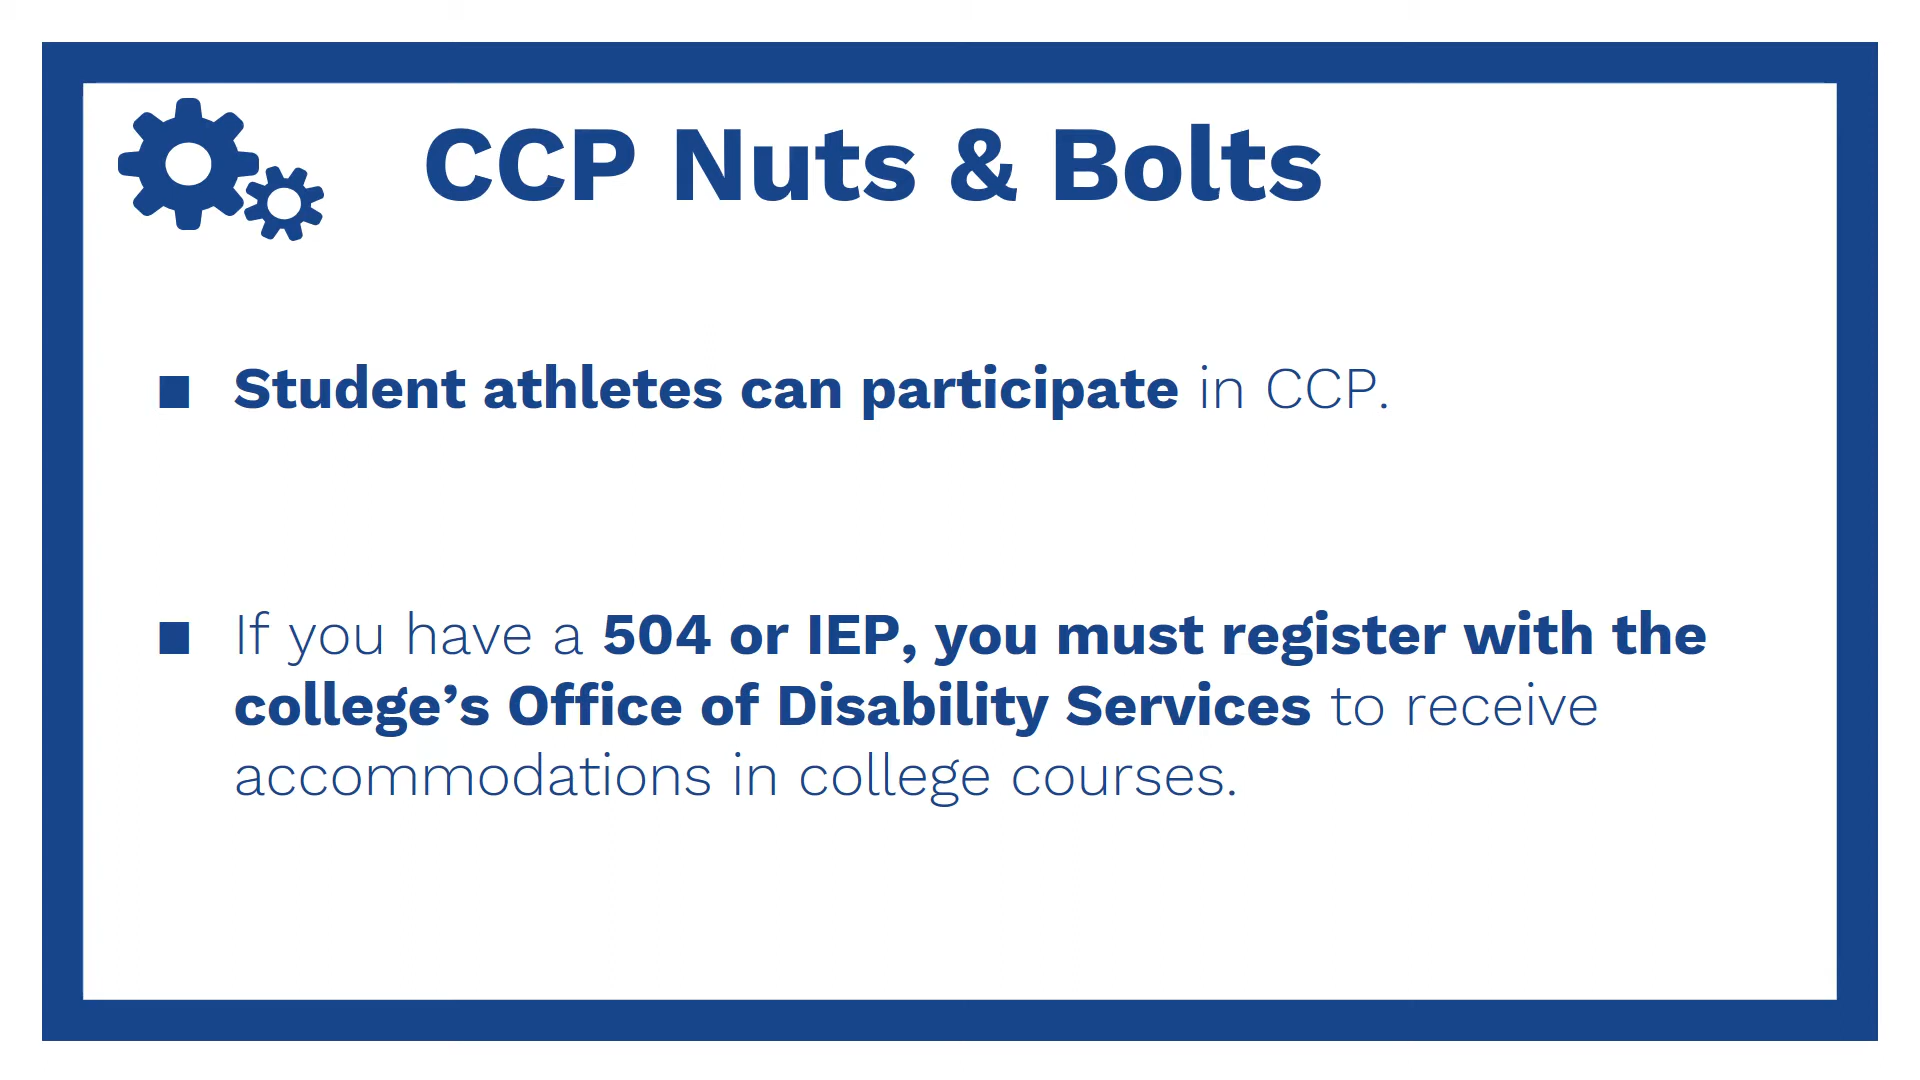 CCP Nuts & Bolts
■ Student athletes can participate in CCP.
■ If you have a 504 or IEP, you must register with the
college’s Office of Disability Services to receive
accommodations in college courses.